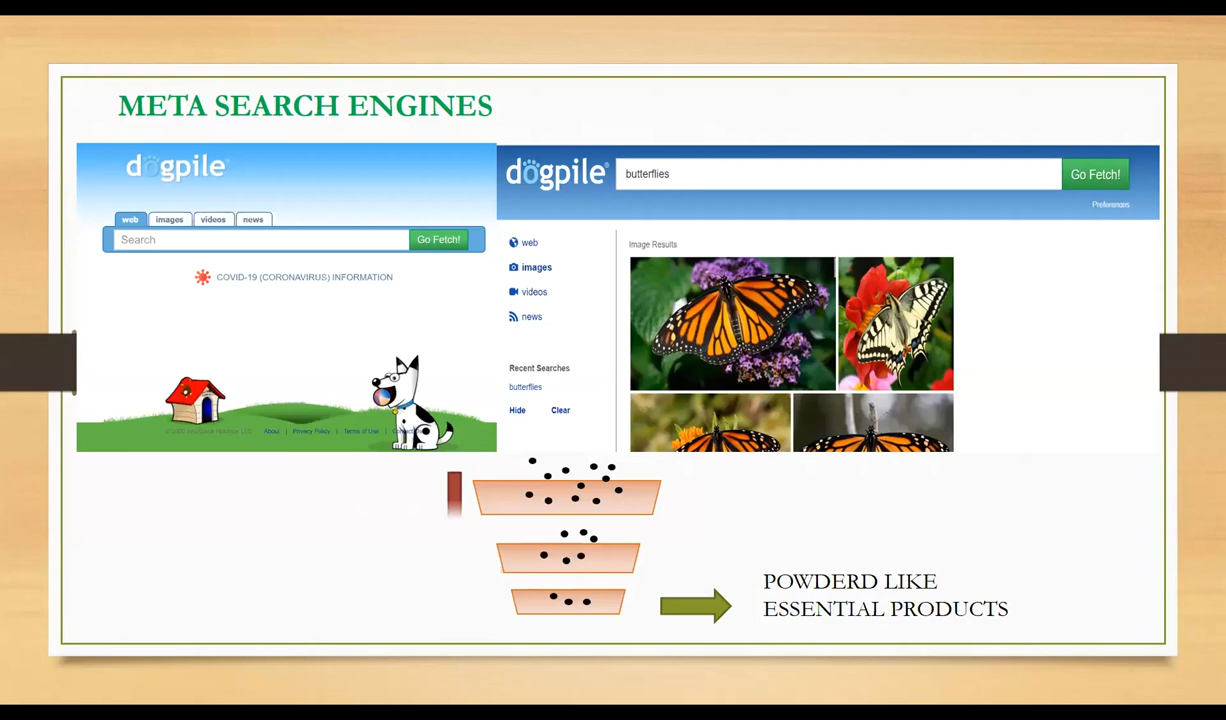 META SEARCH ENGINES
dogpile
web images videos news
Search Go Fetch!
COVID-19 (CORONAVIRUS) INFORMATION
About | Privacy Policy | Terms of Use |
dogpile butterflies Go Fetch!
Preferences
web
images
videos
news
Recent Searches
butterflies
Hide Clear
Image Results
POWDERD LIKE
ESSENTIAL PRODUCTS